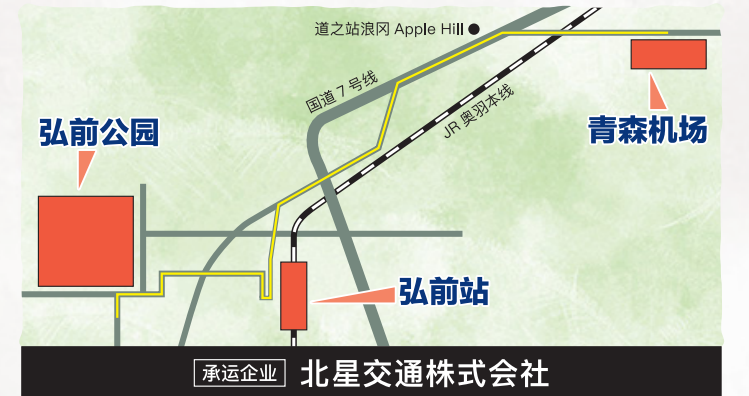 道之站浪冈 Apple Hill
国道7号线
JR 奥羽本线
青森机场
弘前公园
弘前站
承运企业 北星交通株式会社